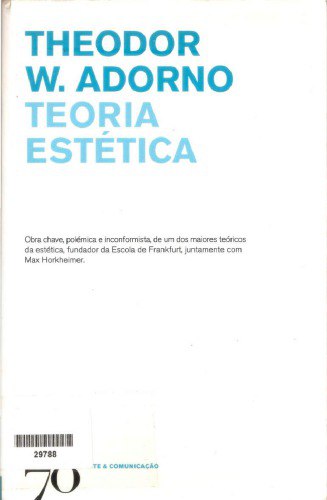 THEODOR
W. ADORNO
TEORIA
ESTÉTICA
Obra chave, polémica e inconformista, de um dos maiores teóricos
da estética, fundador da Escola de Frankfurt, juntamente com
Max Horkheimer.
29788
70
& COMUNICAÇÃO